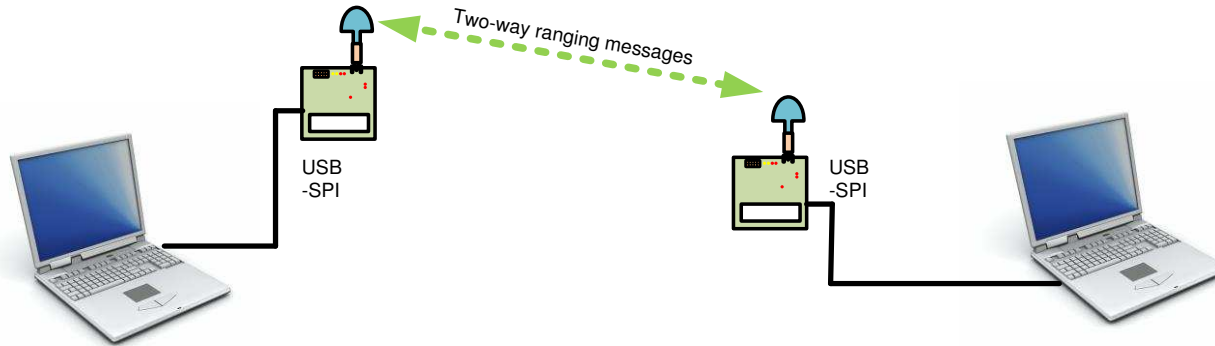 Two-way ranging messages
USB
-SPI
USB
-SPI